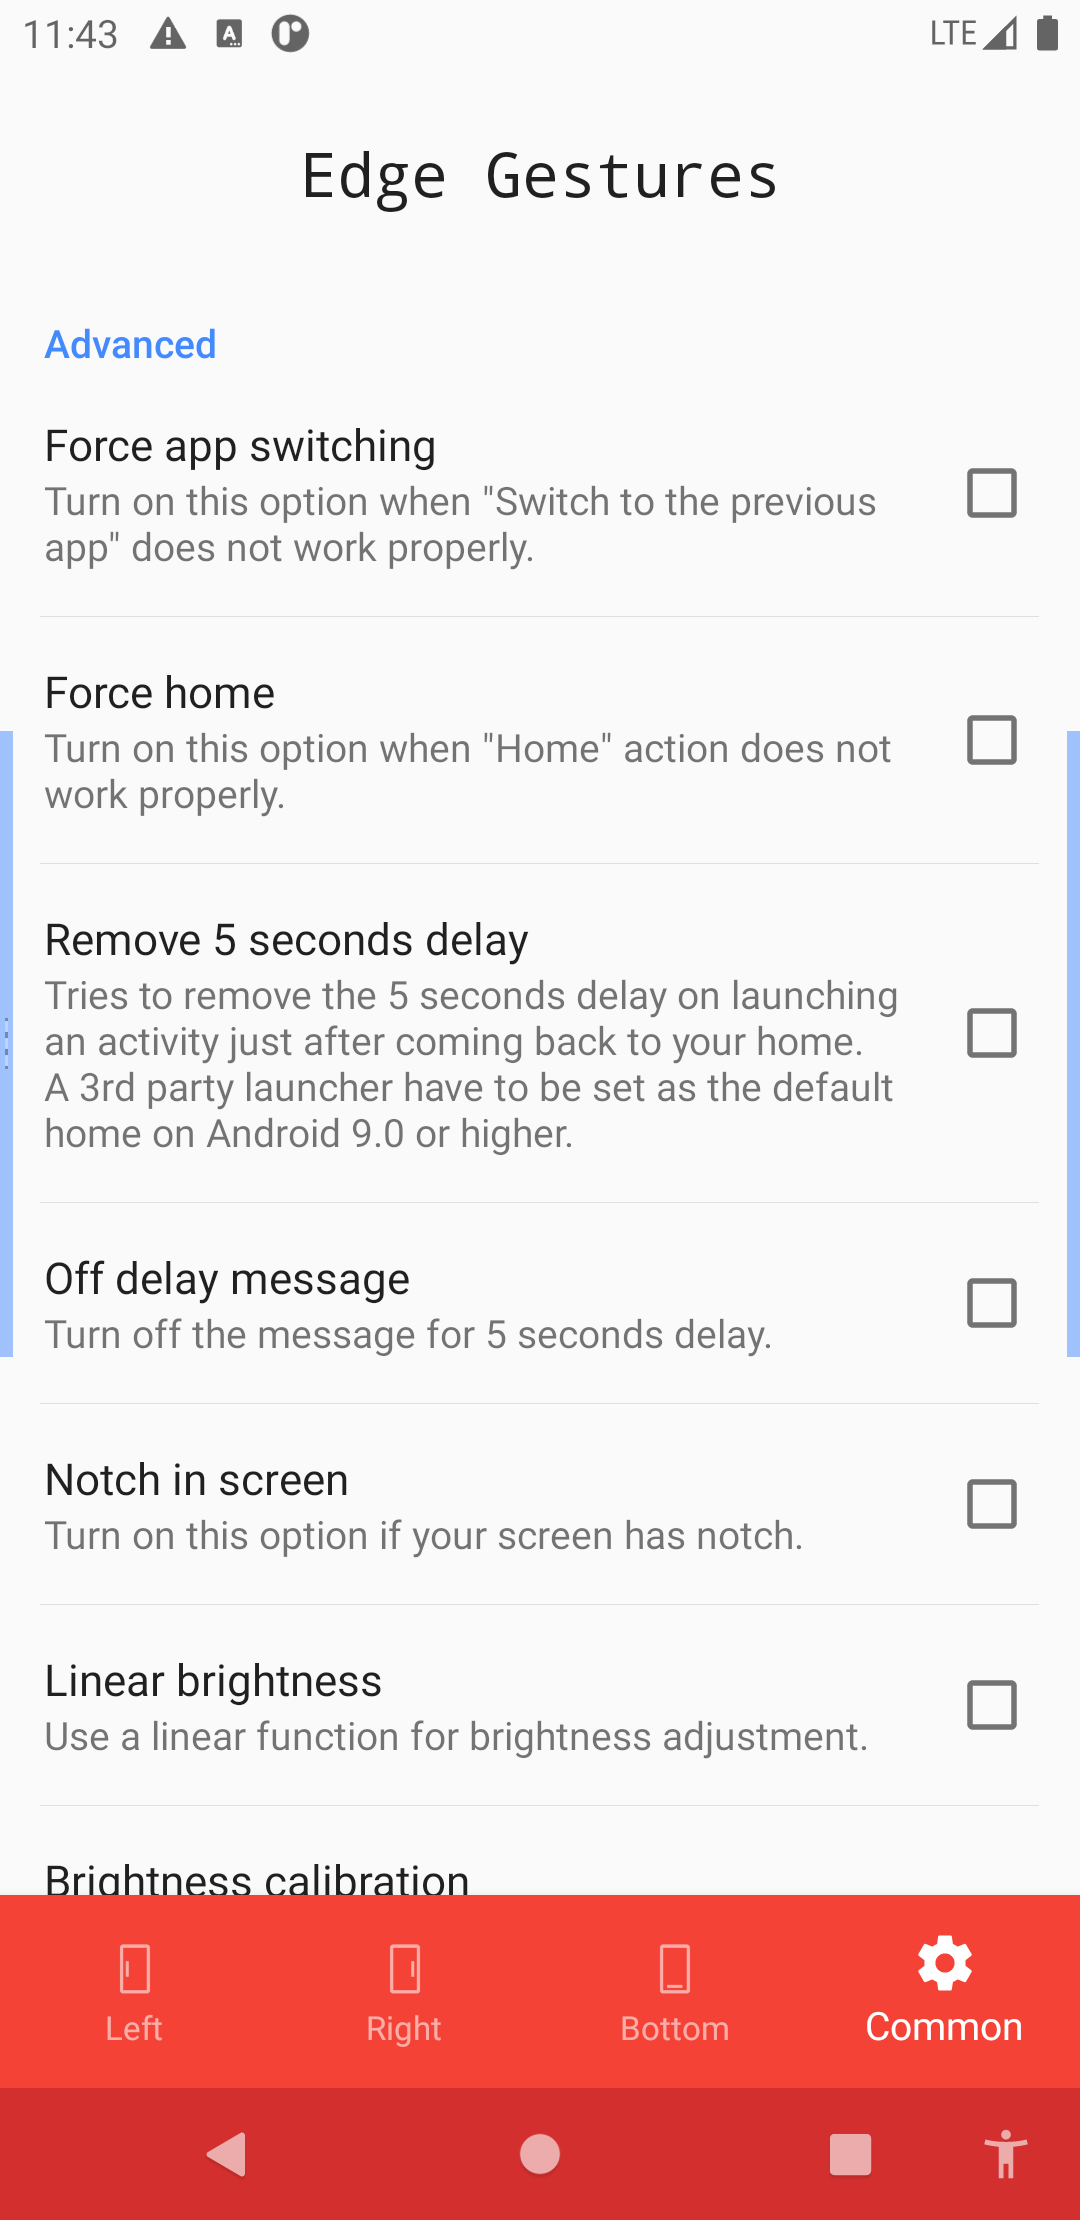 11:43
LTE
Edge Gestures
Advanced
Force app switching
Turn on this option when "Switch to the previous
app" does not work properly.
Force home
Turn on this option when "Home" action does not
work properly.
Remove 5 seconds delay
Tries to remove the 5 seconds delay on launching
an activity just after coming back to your home.
A 3rd party launcher have to be set as the default
home on Android 9.0 or higher.
Off delay message
Turn off the message for 5 seconds delay.
Notch in screen
Turn on this option if your screen has notch.
Linear brightness
Use a linear function for brightness adjustment.
Brightness calibration
Left
Right
Bottom
Common